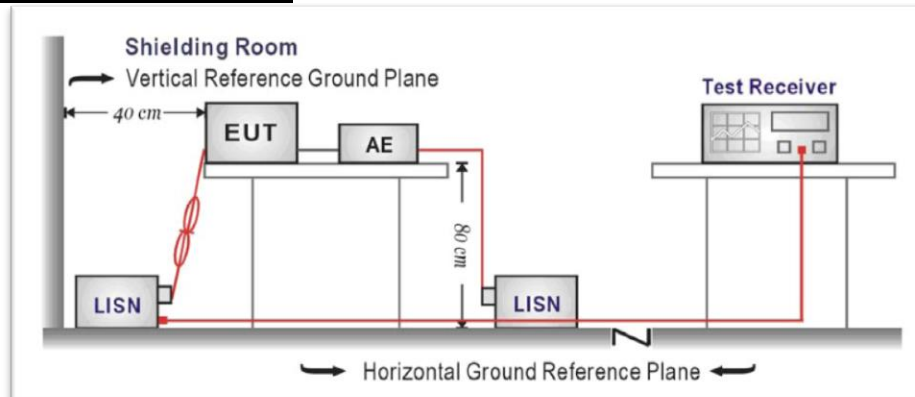 Shielding Room
Vertical Reference Ground Plane
Test Receiver
40 cm
EUT
AE
80 cm
LISN
LISN
Horizontal Ground Reference Plane